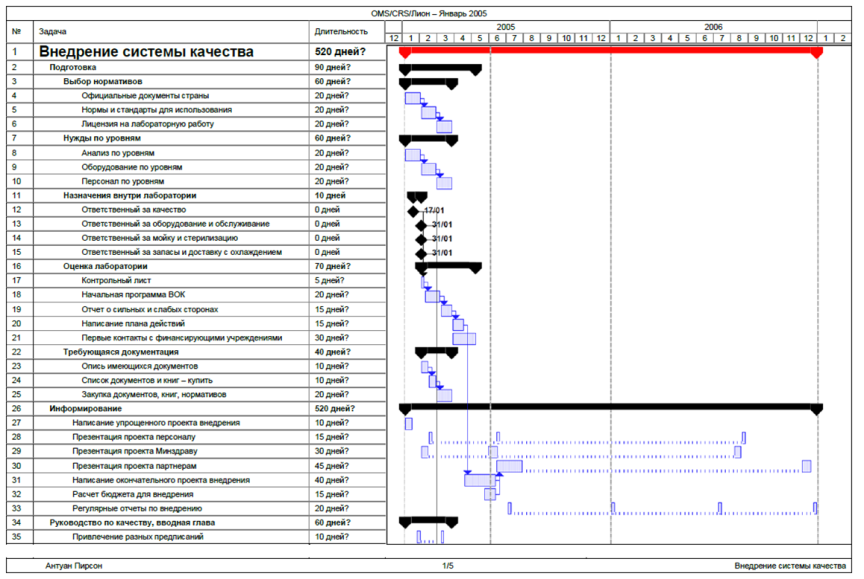 OMS/CRS/Лион – Январь 2005
№ Задача Длительность 2005 2006
12 1 2 3 4 5 6 7 8 9 10 11 12 1 2 3 4 5 6 7 8 9 10 11 12 1 2
1 Внедрение системы качества 520 дней?
2 Подготовка 90 дней?
3 Выбор нормативов 60 дней?
4 Официальные документы страны 20 дней?
5 Нормы и стандарты для использования 20 дней?
6 Лицензия на лабораторную работу 20 дней?
7 Нужды по уровням 60 дней?
8 Анализ по уровням 20 дней?
9 Оборудование по уровням 20 дней?
10 Персонал по уровням 20 дней?
11 Назначения внутри лаборатории 10 дней
12 Ответственный за качество 0 дней 17/01
13 Ответственный за оборудование и обслуживание 0 дней 31/01
14 Ответственный за мойку и стерилизацию 0 дней 31/01
15 Ответственный за запасы и доставку с охлаждением 0 дней 31/01
16 Оценка лаборатории 70 дней?
17 Контрольный лист 5 дней?
18 Начальная программа ВОК 20 дней?
19 Отчет о сильных и слабых сторонах 15 дней?
20 Написание плана действий 15 дней?
21 Первые контакты с финансирующими учреждениями 30 дней?
22 Требующаяся документация 40 дней?
23 Опись имеющихся документов 10 дней?
24 Список документов и книг – купить 10 дней?
25 Закупка документов, книг, нормативов 20 дней?
26 Информирование 520 дней?
27 Написание упрощенного проекта внедрения 10 дней?
28 Презентация проекта персоналу 15 дней?
29 Презентация проекта Минздраву 30 дней?
30 Презентация проекта партнерам 45 дней?
31 Написание окончательного проекта внедрения 40 дней?
32 Расчет бюджета для внедрения 15 дней?
33 Регулярные отчеты по внедрению 20 дней?
34 Руководство по качеству, вводная глава 60 дней?
35 Привлечение разных предписаний 10 дней?
Антуан Пирсон 1/5 Внедрение системы качества